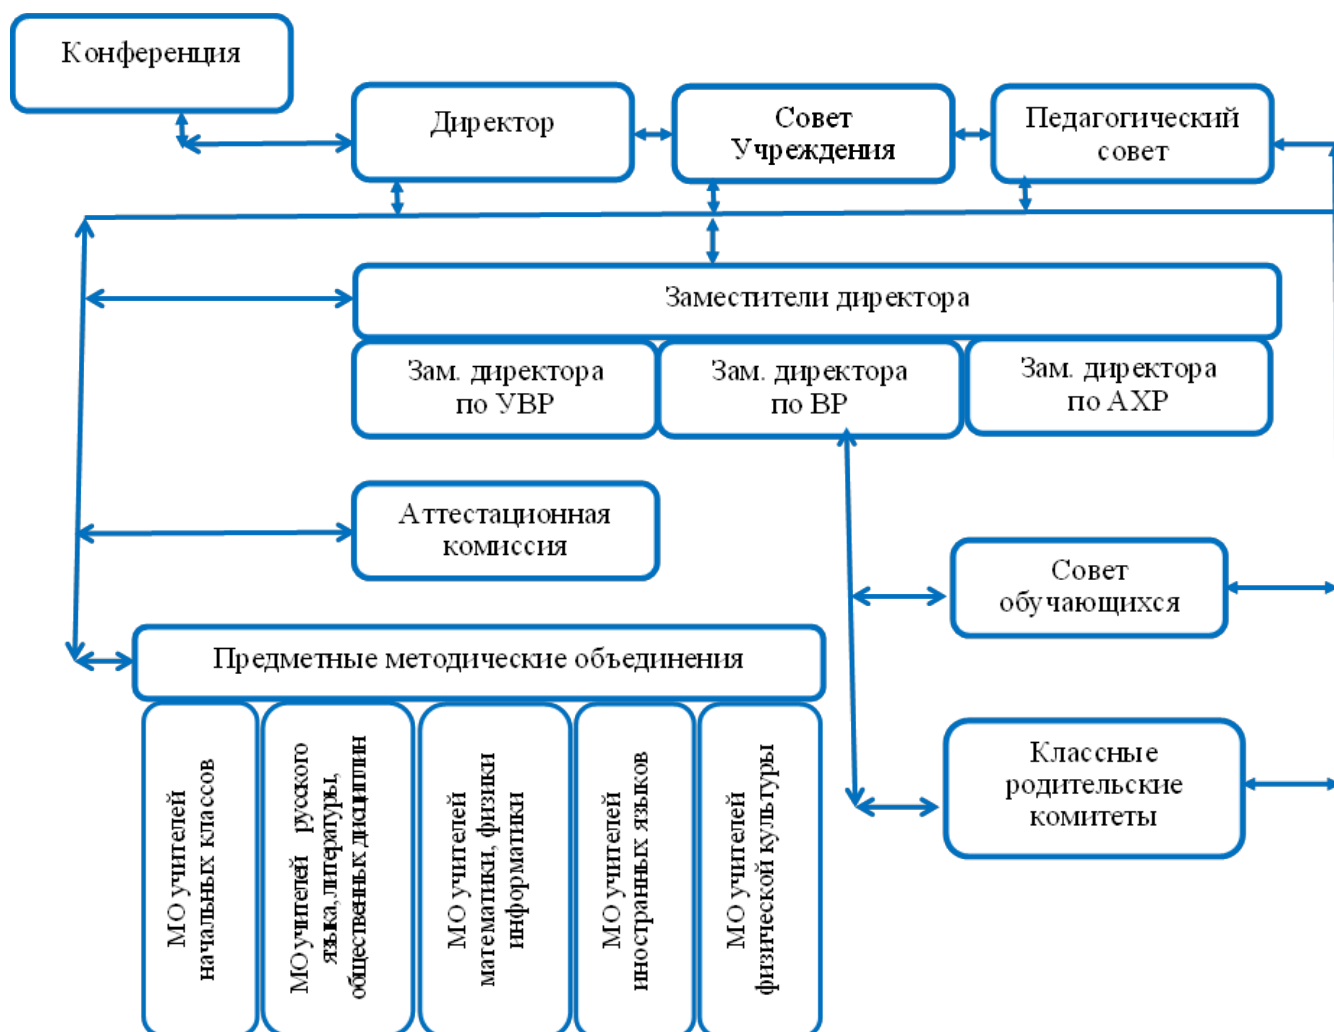 Конференция
Директор
Совет
Учреждения
Педагогический
совет
Заместители директора
Зам. директора
по УВР
Зам. директора
по ВР
Зам. директора
по АХР
Аттестационная
комиссия
Совет
обучающихся
Предметные методические объединения
Классные
родительские
комитеты
МО учителей
начальных классов
МО учителей русского
языка, литературы,
общественных дисциплин
МО учителей
математики, физики
информатики
МО учителей
иностранных языков
МО учителей
физической культуры